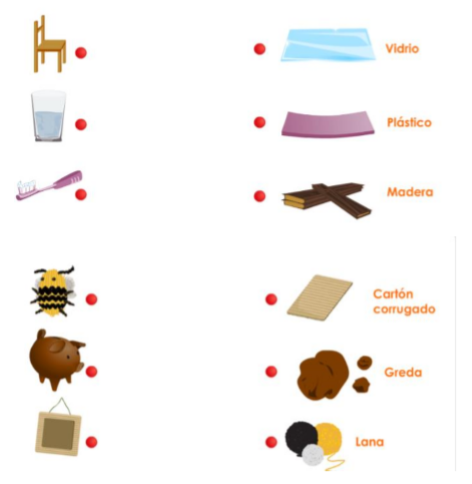 Vidrio
Plástico
Madera
Cartón
corrugado
Greda
Lana